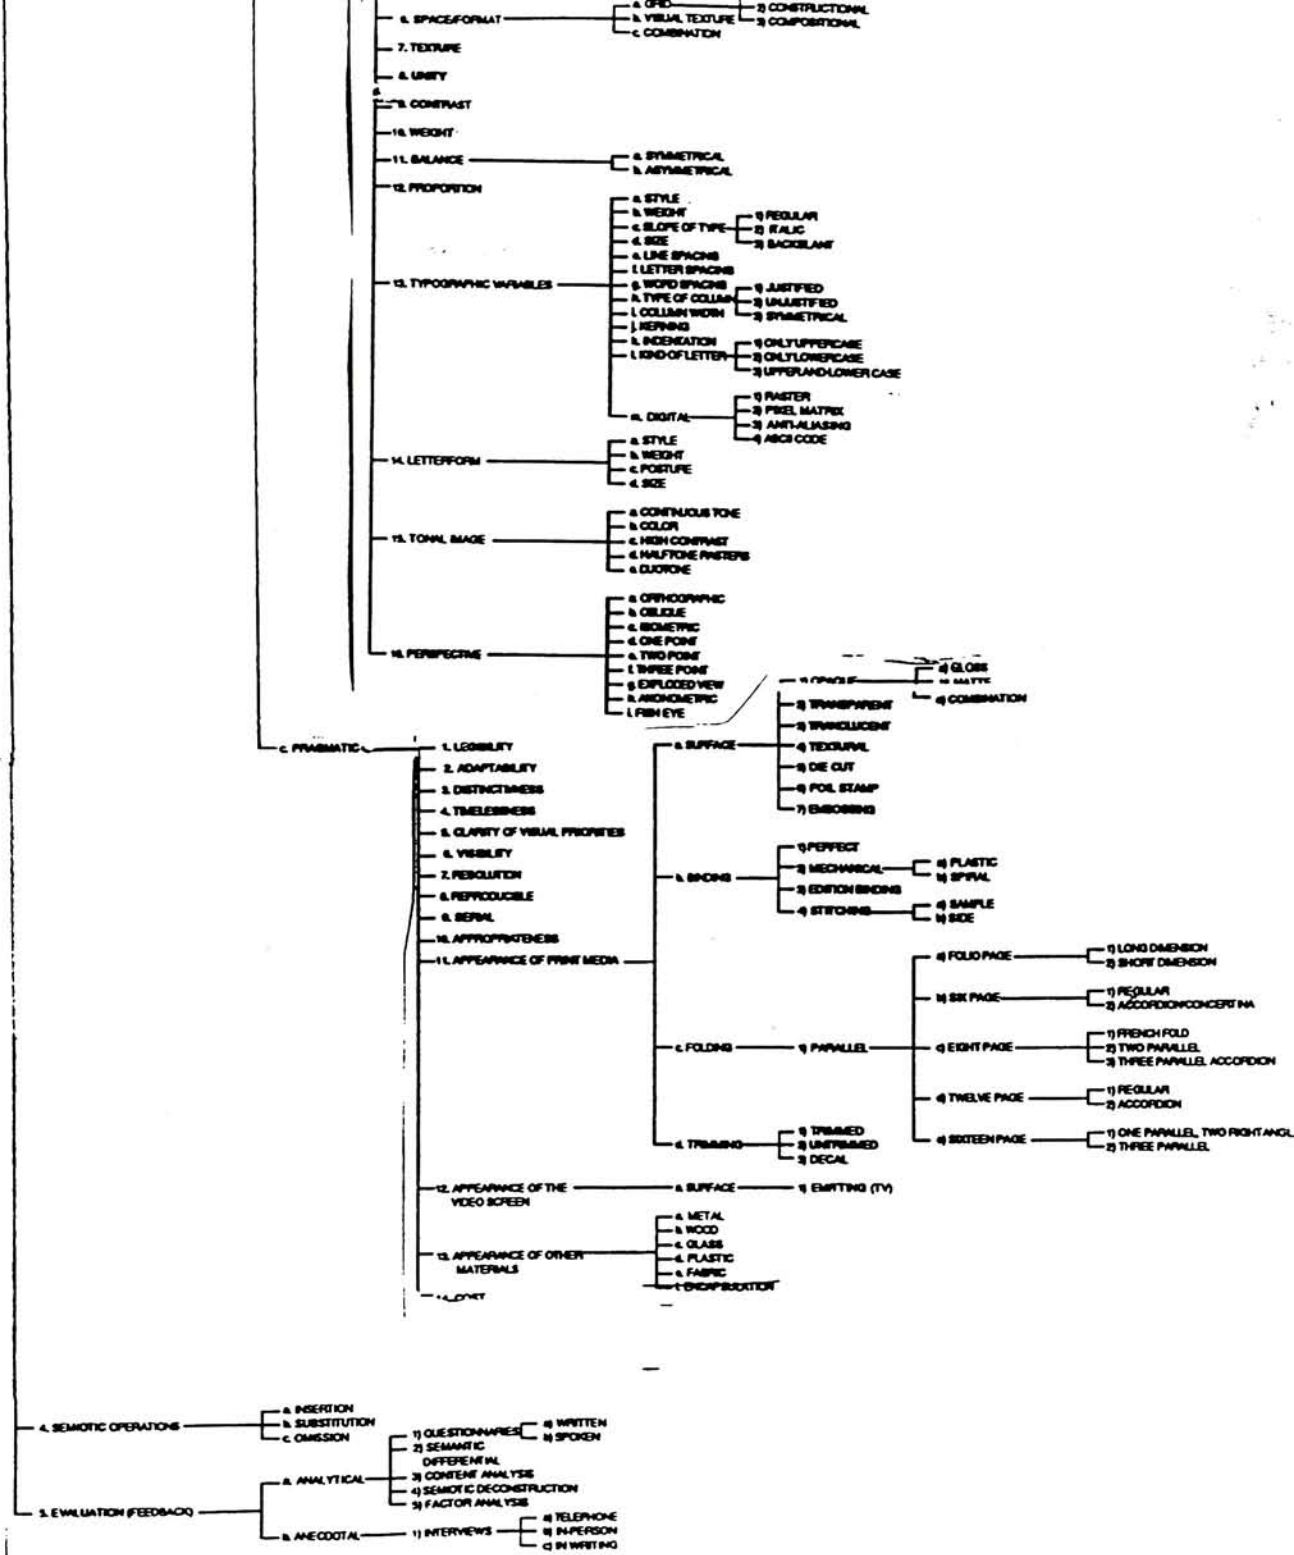 6. SPACE/FORMAT
a. GRID
b. VISUAL TEXTURE
c. COMBINATION
2) CONSTRUCTIONAL
3) COMPOSITIONAL
7. TEXTURE
8. UNITY
9. CONTRAST
10. WEIGHT
11. BALANCE
a. SYMMETRICAL
b. ASYMMETRICAL
12. PROPORTION
13. TYPOGRAPHIC VARIABLES
a. STYLE
b. WEIGHT
c. SLOPE OF TYPE
1) REGULAR
2) ITALIC
3) BACKSLANT
d. SIZE
e. LINE SPACING
f. LETTER SPACING
g. WORD SPACING
h. TYPE OF COLUMN
1) JUSTIFIED
2) UNJUSTIFIED
3) SYMMETRICAL
i. COLUMN WIDTH
j. KERNING
k. INDENTATION
l. KIND OF LETTER
1) ONLY UPPERCASE
2) ONLY LOWERCASE
3) UPPER AND LOWER CASE
m. DIGITAL
1) RASTER
2) PIXEL MATRIX
3) ANTI-ALIASING
4) ASCII CODE
14. LETTERFORM
a. STYLE
b. WEIGHT
c. POSTURE
d. SIZE
15. TONAL IMAGE
a. CONTINUOUS TONE
b. COLOR
c. HIGH CONTRAST
d. HALFTONE RASTERS
e. DUOTONE
16. PERSPECTIVE
a. ORTHOGRAPHIC
b. OBLIQUE
c. ISOMETRIC
d. ONE POINT
e. TWO POINT
f. THREE POINT
g. EXPLODED VIEW
h. AXONOMETRIC
i. FISH EYE
c. PRAGMATIC
1. LEGIBILITY
2. ADAPTABILITY
3. DISTINCTIVNESS
4. TIMELESSNESS
5. CLARITY OF VISUAL PRIORITIES
6. VISIBILITY
7. RESOLUTION
8. REPRODUCIBLE
9. SERIAL
10. APPROPRIATENESS
11. APPEARANCE OF PRINT MEDIA
a. SURFACE
1) OPAQUE
a) GLOSS
MATTE
COMBINATION
2) TRANSPARENT
3) TRANSLUCENT
4) TEXTURAL
5) DIE CUT
6) FOIL STAMP
7) EMBOSSING
b. BINDING
1) PERFECT
2) MECHANICAL
a) PLASTIC
b) SPIRAL
3) EDITION BINDING
4) STITCHING
a) SAMPLE
b) SIDE
c. FOLDING
1) PARALLEL
a) FOLIO PAGE
1) LONG DIMENSION
2) SHORT DIMENSION
b) SIX PAGE
1) REGULAR
2) ACCORDION/CONCERTINA
c) EIGHT PAGE
1) FRENCH FOLD
2) TWO PARALLEL
3) THREE PARALLEL ACCORDION
d) TWELVE PAGE
1) REGULAR
2) ACCORDION
e) SIXTEEN PAGE
1) ONE PARALLEL, TWO RIGHT ANGL
2) THREE PARALLEL
d. TRIMMING
1) TRIMMED
2) UNTRIMMED
3) DECAL
12. APPEARANCE OF THE
VIDEO SCREEN
a. SURFACE
1) EMITTING (TV)
13. APPEARANCE OF OTHER
MATERIALS
a. METAL
b. WOOD
c. GLASS
d. PLASTIC
e. FABRIC
f. ENCAPSULATION
14. COST
4. SEMIOTIC OPERATIONS
a. INSERTION
b. SUBSTITUTION
c. OMISSION
5. EVALUATION (FEEDBACK)
a. ANALYTICAL
1) QUESTIONNARIES
a) WRITTEN
b) SPOKEN
2) SEMANTIC
DIFFERENTIAL
3) CONTENT ANALYSIS
4) SEMIOTIC DECONSTRUCTION
5) FACTOR ANALYSIS
b. ANECDOTAL
1) INTERVIEWS
a) TELEPHONE
b) IN-PERSON
c) IN WRITING